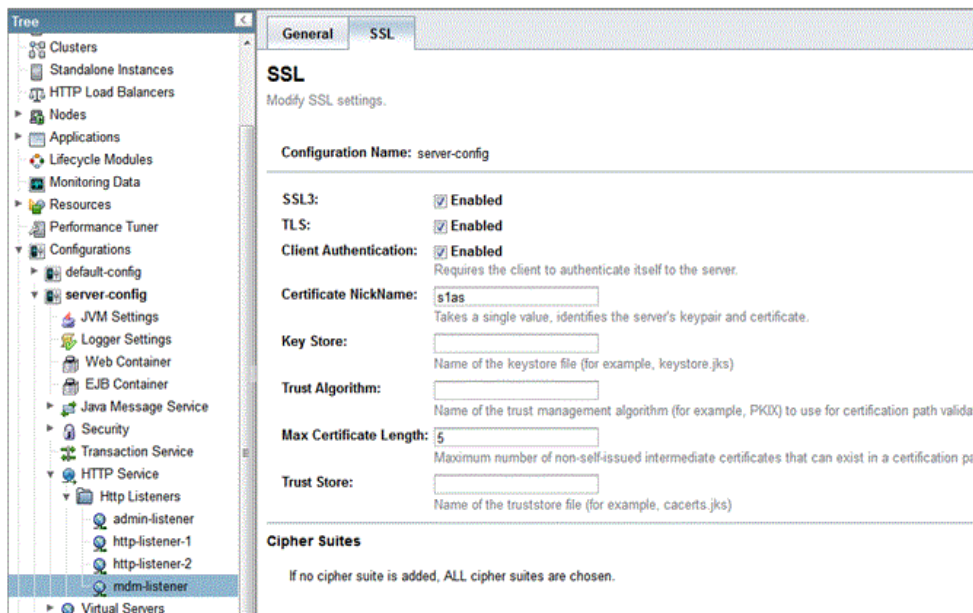 Tree
Clusters
Standalone Instances
HTTP Load Balancers
Nodes
Applications
Lifecycle Modules
Monitoring Data
Resources
Performance Tuner
Configurations
default-config
server-config
JVM Settings
Logger Settings
Web Container
EJB Container
Java Message Service
Security
Transaction Service
HTTP Service
Http Listeners
admin-listener
http-listener-1
http-listener-2
mdm-listener
Virtual Servers
General SSL
SSL
Modify SSL settings.
Configuration Name: server-config
SSL3: Enabled
TLS: Enabled
Client Authentication: Enabled
Requires the client to authenticate itself to the server.
Certificate NickName: s1as
Takes a single value, identifies the server's keypair and certificate.
Key Store:
Name of the keystore file (for example, keystore.jks)
Trust Algorithm:
Name of the trust management algorithm (for example, PKIX) to use for certification path valida
Max Certificate Length: 5
Maximum number of non-self-issued intermediate certificates that can exist in a certification pa
Trust Store:
Name of the truststore file (for example, cacerts.jks)
Cipher Suites
If no cipher suite is added, ALL cipher suites are chosen.